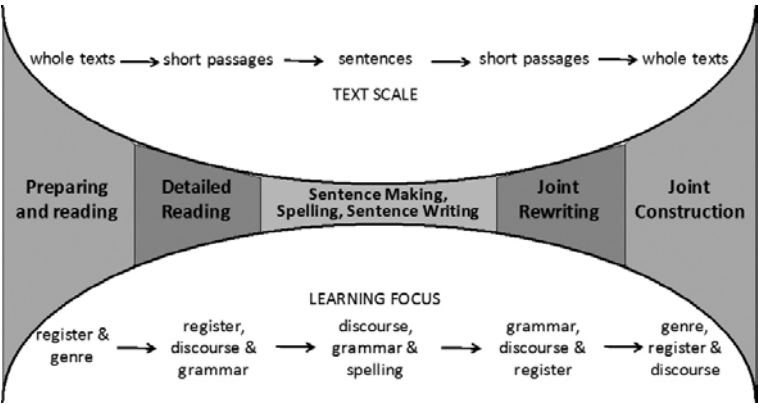 whole texts → short passages → sentences → short passages → whole texts
TEXT SCALE
Preparing
and reading
Detailed
Reading
Sentence Making,
Spelling, Sentence Writing
Joint
Rewriting
Joint
Construction
LEARNING FOCUS
register &
genre
→
register,
discourse &
grammar
→
discourse,
grammar &
spelling
→
grammar,
discourse &
register
→
genre,
register &
discourse